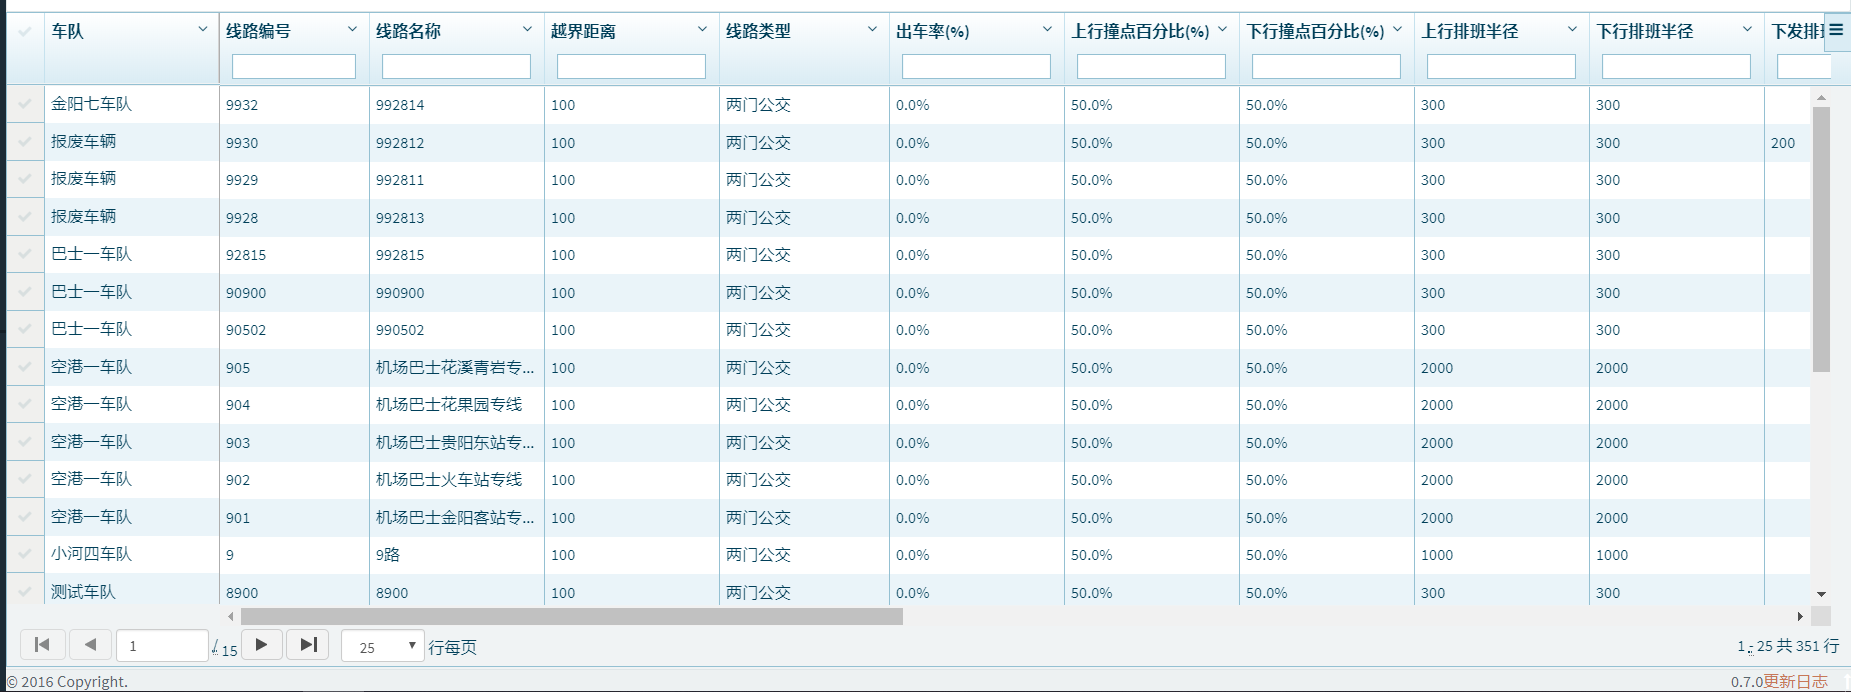 车队 线路编号 线路名称 越界距离 线路类型 出车率(%) 上行撞点百分比(%) 下行撞点百分比(%) 上行排班半径 下行排班半径 下发排
金阳七车队 9932 992814 100 两门公交 0.0% 50.0% 50.0% 300 300
报废车辆 9930 992812 100 两门公交 0.0% 50.0% 50.0% 300 300 200
报废车辆 9929 992811 100 两门公交 0.0% 50.0% 50.0% 300 300
报废车辆 9928 992813 100 两门公交 0.0% 50.0% 50.0% 300 300
巴士一车队 92815 992815 100 两门公交 0.0% 50.0% 50.0% 300 300
巴士一车队 90900 990900 100 两门公交 0.0% 50.0% 50.0% 300 300
巴士一车队 90502 990502 100 两门公交 0.0% 50.0% 50.0% 300 300
空港一车队 905 机场巴士花溪青岩专... 100 两门公交 0.0% 50.0% 50.0% 2000 2000
空港一车队 904 机场巴士花果园专线 100 两门公交 0.0% 50.0% 50.0% 2000 2000
空港一车队 903 机场巴士贵阳东站专... 100 两门公交 0.0% 50.0% 50.0% 2000 2000
空港一车队 902 机场巴士火车站专线 100 两门公交 0.0% 50.0% 50.0% 2000 2000
空港一车队 901 机场巴士金阳客站专... 100 两门公交 0.0% 50.0% 50.0% 2000 2000
小河四车队 9 9路 100 两门公交 0.0% 50.0% 50.0% 1000 1000
测试车队 8900 8900 100 两门公交 0.0% 50.0% 50.0% 300 300
1 / 15 25 行每页 1 - 25 共 351 行
© 2016 Copyright. 0.7.0更新日志